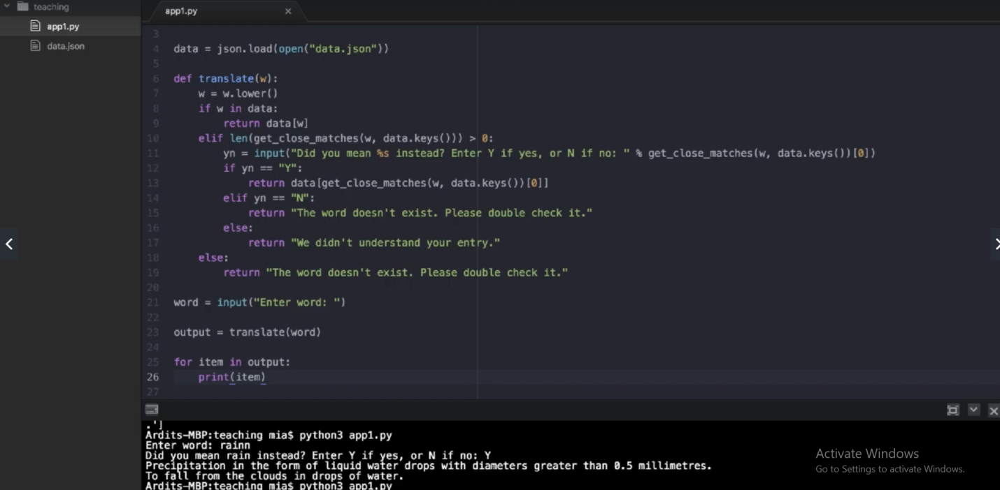 teaching
app1.py
data.json
app1.py
3
4 data = json.load(open("data.json"))
5
6 def translate(w):
7     w = w.lower()
8     if w in data:
9         return data[w]
10     elif len(get_close_matches(w, data.keys())) > 0:
11         yn = input("Did you mean %s instead? Enter Y if yes, or N if no: " % get_close_matches(w, data.keys())[0])
12         if yn == "Y":
13             return data[get_close_matches(w, data.keys())[0]]
14         elif yn == "N":
15             return "The word doesn't exist. Please double check it."
16         else:
17             return "We didn't understand your entry."
18     else:
19         return "The word doesn't exist. Please double check it."
20
21 word = input("Enter word: ")
22
23 output = translate(word)
24
25 for item in output:
26     print(item)
27
.']
Ardits-MBP:teaching mia$ python3 app1.py
Enter word: rainn
Did you mean rain instead? Enter Y if yes, or N if no: Y
Precipitation in the form of liquid water drops with diameters greater than 0.5 millimetres.
To fall from the clouds in drops of water.
Ardits-MBP:teaching mia$ python3 app1.py
Activate Windows
Go to Settings to activate Windows.